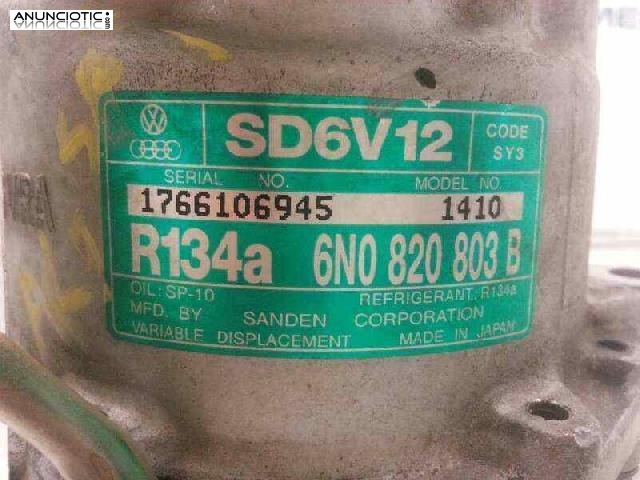 ANUNCIOTIC.com
SD6V12
CODE
SY3
SERIAL NO.
MODEL NO.
1766106945
1410
R134a
6N0 820 803 B
OIL: SP-10
REFRIGERANT. R134a
MFD. BY SANDEN CORPORATION
VARIABLE DISPLACEMENT
MADE IN JAPAN